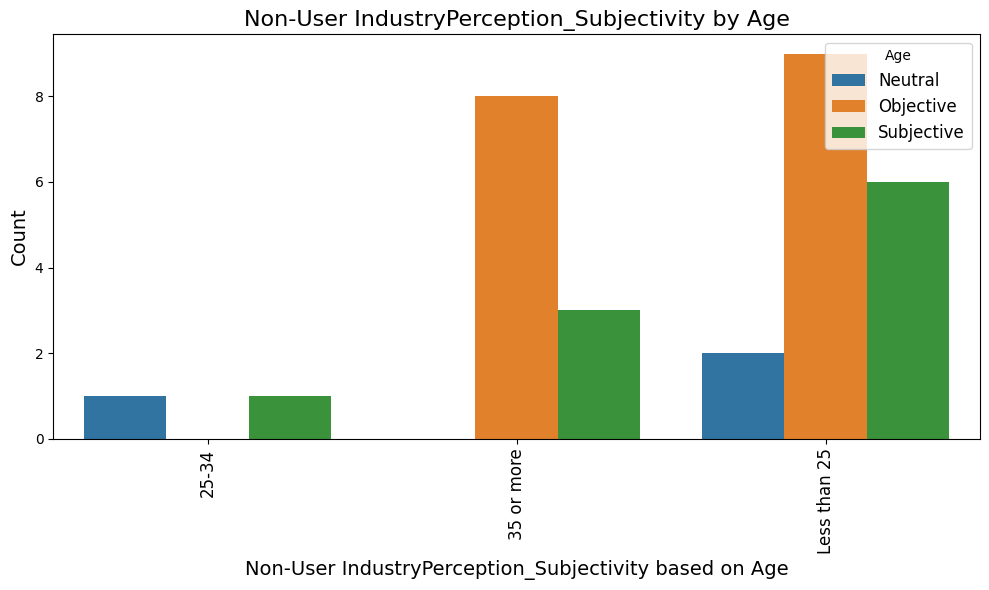 Non-User IndustryPerception_Subjectivity by Age
Age
Neutral
Objective
Subjective
Count
8
6
4
2
0
25-34
35 or more
Less than 25
Non-User IndustryPerception_Subjectivity based on Age